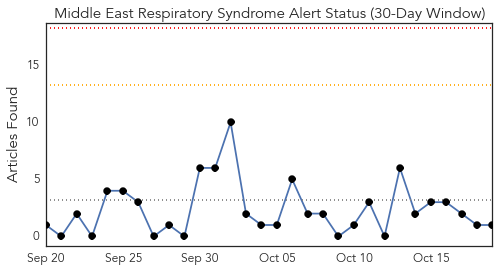 Middle East Respiratory Syndrome Alert Status (30-Day Window)
Articles Found
15
10
5
0
Sep 20 Sep 25 Sep 30 Oct 05 Oct 10 Oct 15